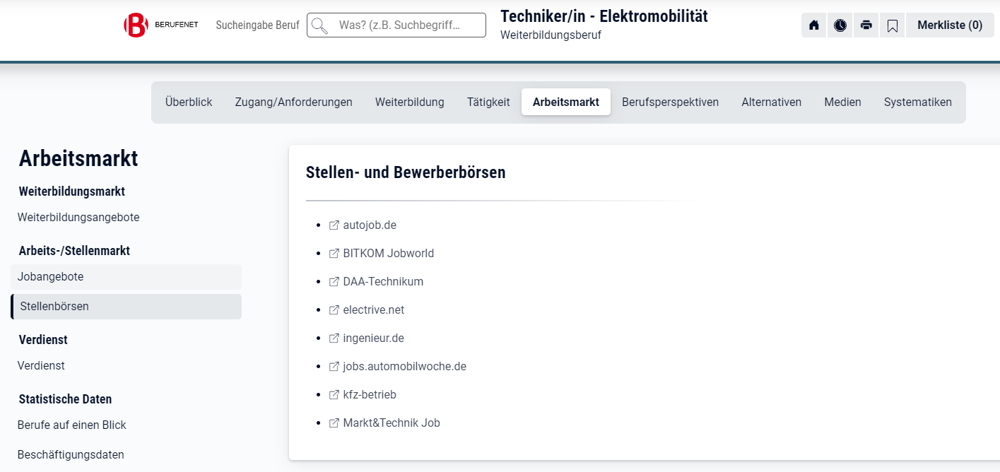 BERUFENET
Sucheingabe Beruf
Was? (z.B. Suchbegriff...
Techniker/in - Elektromobilität
Weiterbildungsberuf
Merkliste (0)
Überblick
Zugang/Anforderungen
Weiterbildung
Tätigkeit
Arbeitsmarkt
Berufsperspektiven
Alternativen
Medien
Systematiken
Arbeitsmarkt
Weiterbildungsmarkt
Weiterbildungsangebote
Arbeits-/Stellenmarkt
Jobangebote
Stellenbörsen
Verdienst
Verdienst
Statistische Daten
Berufe auf einen Blick
Beschäftigungsdaten
Stellen- und Bewerberbörsen
autojob.de
BITKOM Jobworld
DAA-Technikum
electrive.net
ingenieur.de
jobs.automobilwoche.de
kfz-betrieb
Markt&Technik Job